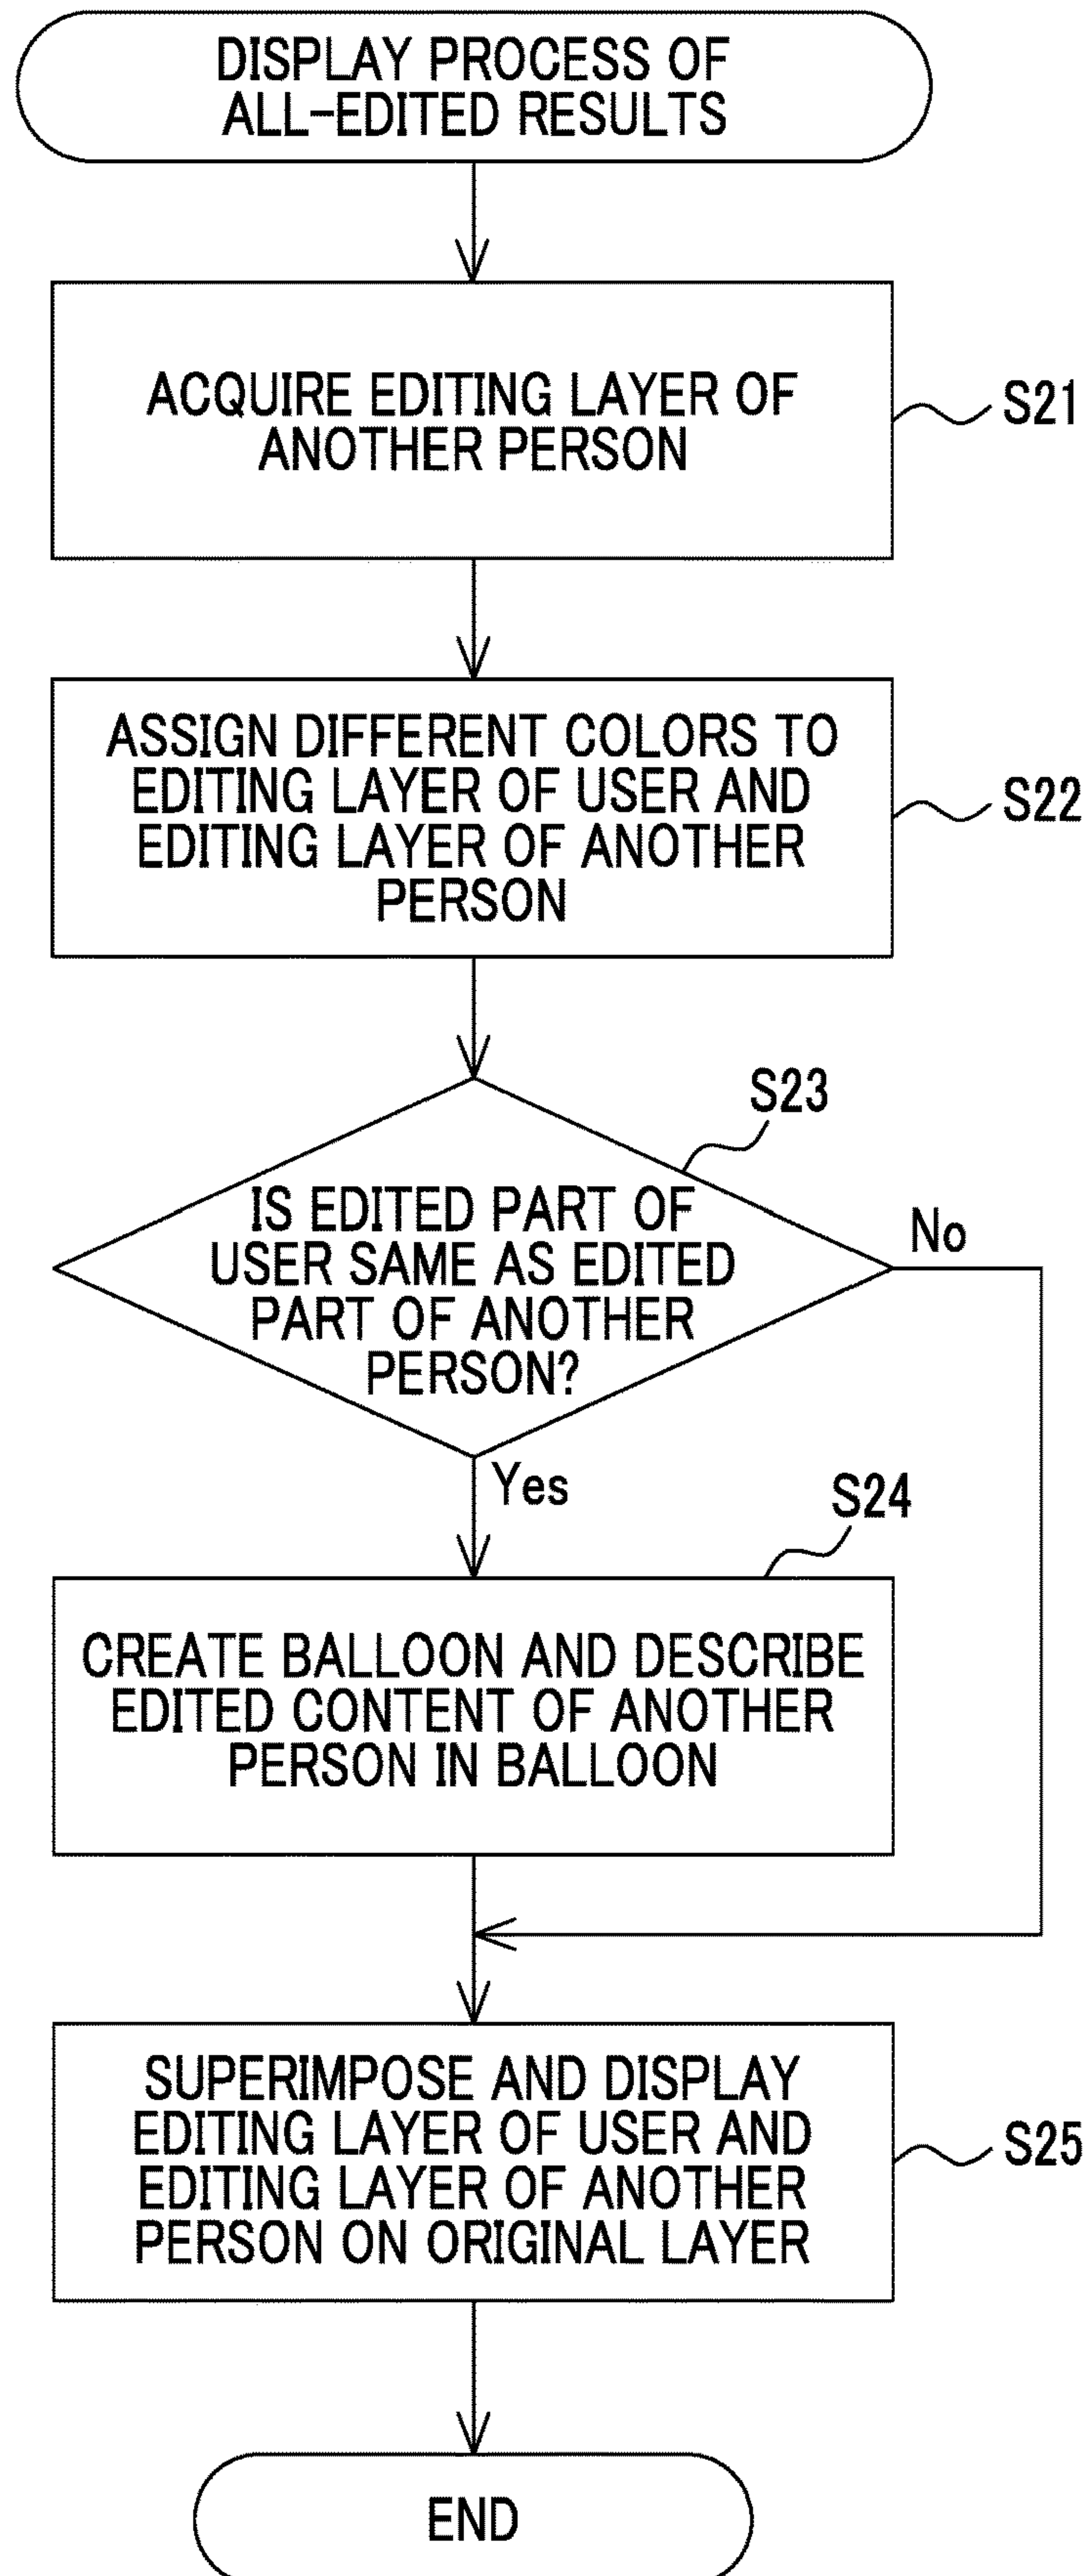 DISPLAY PROCESS OF
ALL-EDITED RESULTS
ACQUIRE EDITING LAYER OF
ANOTHER PERSON
S21
ASSIGN DIFFERENT COLORS TO
EDITING LAYER OF USER AND
EDITING LAYER OF ANOTHER
PERSON
S22
S23
IS EDITED PART OF
USER SAME AS EDITED
PART OF ANOTHER
PERSON?
No
Yes
S24
CREATE BALLOON AND DESCRIBE
EDITED CONTENT OF ANOTHER
PERSON IN BALLOON
SUPERIMPOSE AND DISPLAY
EDITING LAYER OF USER AND
EDITING LAYER OF ANOTHER
PERSON ON ORIGINAL LAYER
S25
END